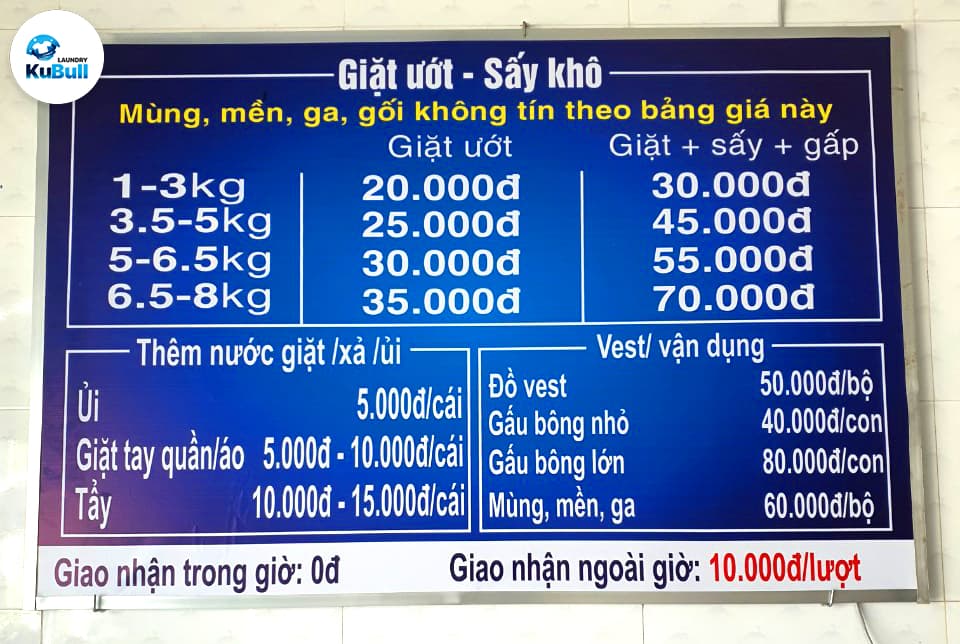 LAUNDRY
KuBull
Giặt ướt - Sấy khô
Mùng, mền, ga, gối không tín theo bảng giá này
Giặt ướt Giặt + sấy + gấp
1-3kg 20.000đ 30.000đ
3.5-5kg 25.000đ 45.000đ
5-6.5kg 30.000đ 55.000đ
6.5-8kg 35.000đ 70.000đ
Thêm nước giặt /xả /ủi
Ủi 5.000đ/cái
Giặt tay quần/áo 5.000đ - 10.000đ/cái
Tẩy 10.000đ - 15.000đ/cái
Vest/ vận dụng
Đồ vest 50.000đ/bộ
Gấu bông nhỏ 40.000đ/con
Gấu bông lớn 80.000đ/con
Mùng, mền, ga 60.000đ/bộ
Giao nhận trong giờ: 0đ Giao nhận ngoài giờ: 10.000đ/lượt